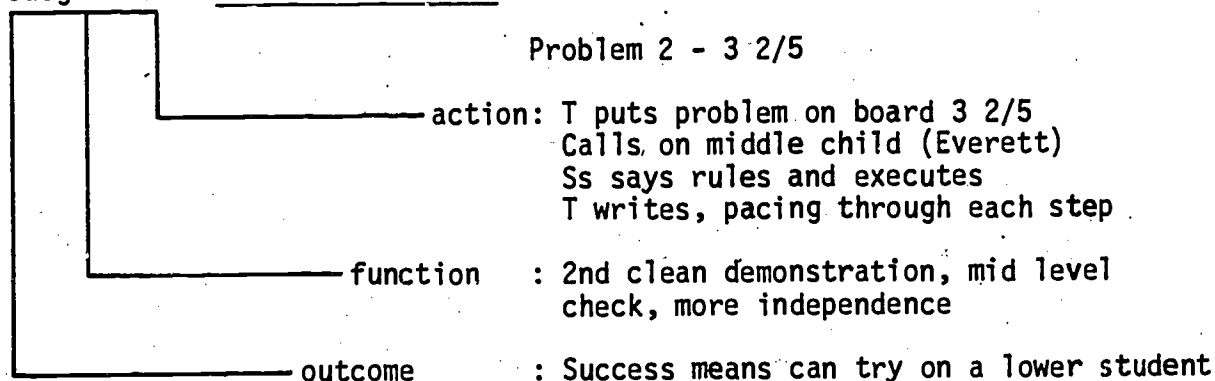 Problem 2 - 3 2/5
action: T puts problem on board 3 2/5
Calls on middle child (Everett)
Ss says rules and executes
T writes, pacing through each step
function : 2nd clean demonstration, mid level
check, more independence
outcome : Success means can try on a lower student